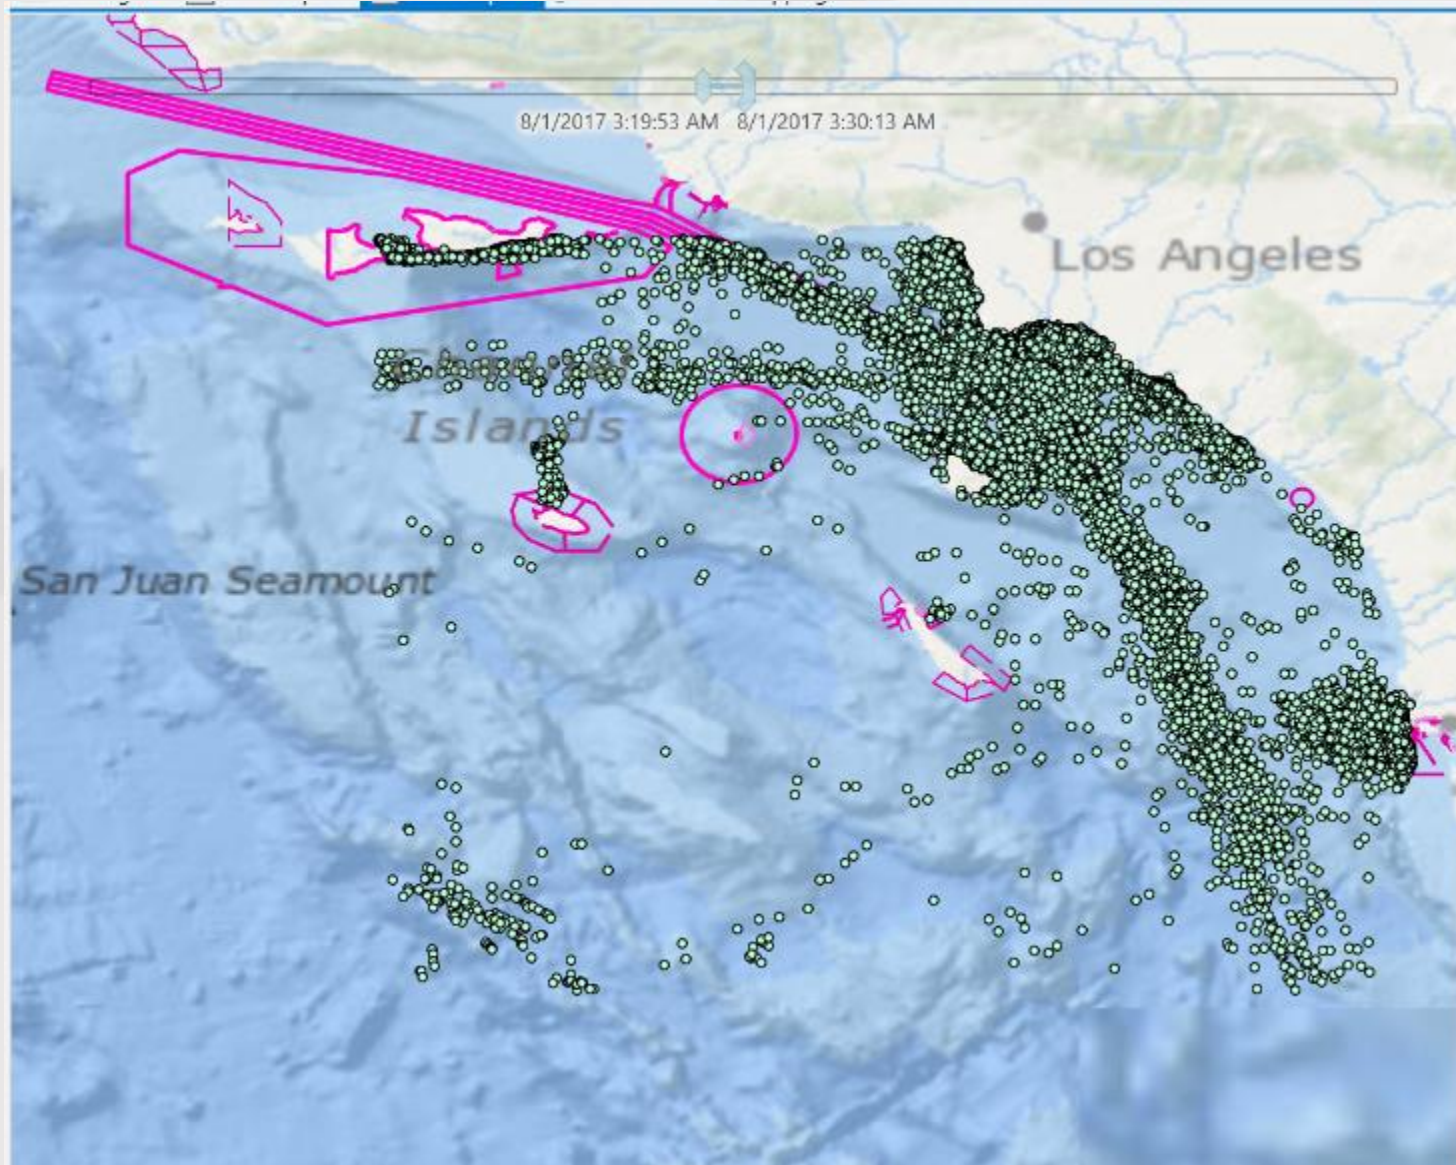 8/1/2017 3:19:53 AM 8/1/2017 3:30:13 AM
Los Angeles
Channel
Islands
San Juan Seamount